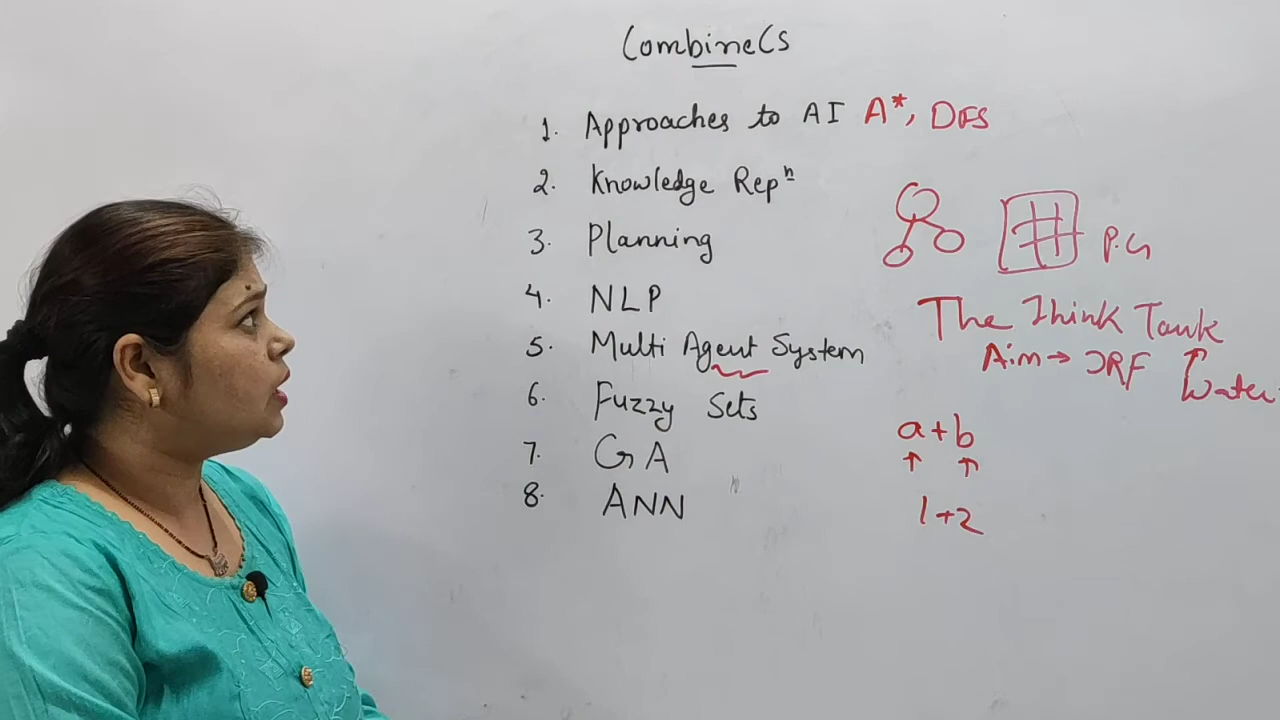 CombineCS
1. Approaches to AI A*, DFS
2. Knowledge Repⁿ
3. Planning
P.G
4. NLP
The Think Tank
5. Multi Agent System
Aim → JRF
Water
6. Fuzzy Sets
a+b
7. GA
8. ANN
1+2